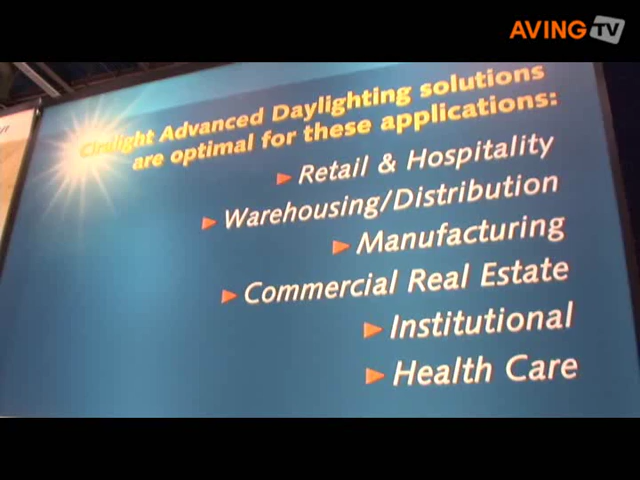 AVING TV
Ciralight Advanced Daylighting solutions
are optimal for these applications:
Retail & Hospitality
Warehousing/Distribution
Manufacturing
Commercial Real Estate
Institutional
Health Care